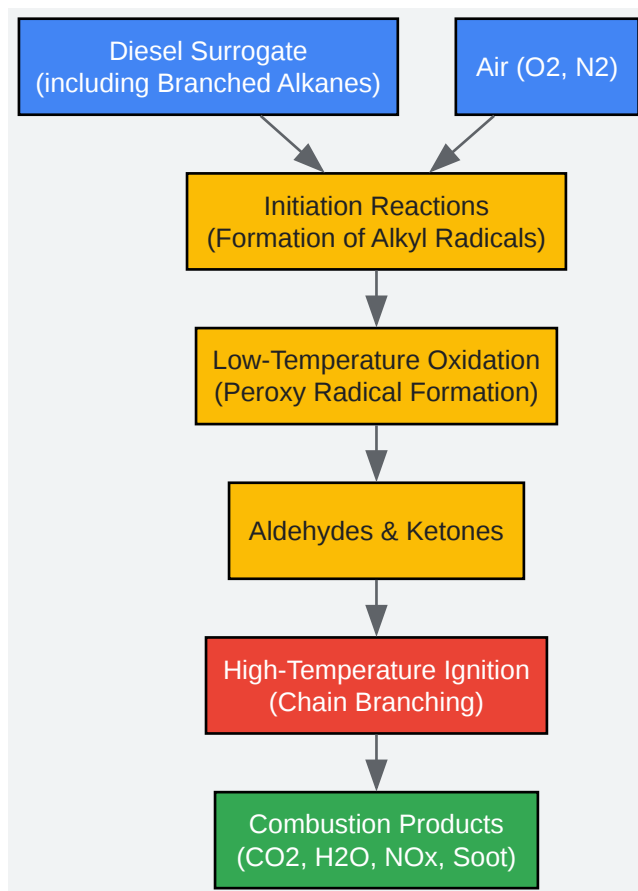 Diesel Surrogate
(including Branched Alkanes)
Air (O2, N2)
Initiation Reactions
(Formation of Alkyl Radicals)
Low-Temperature Oxidation
(Peroxy Radical Formation)
Aldehydes & Ketones
High-Temperature Ignition
(Chain Branching)
Combustion Products
(CO2, H2O, NOx, Soot)